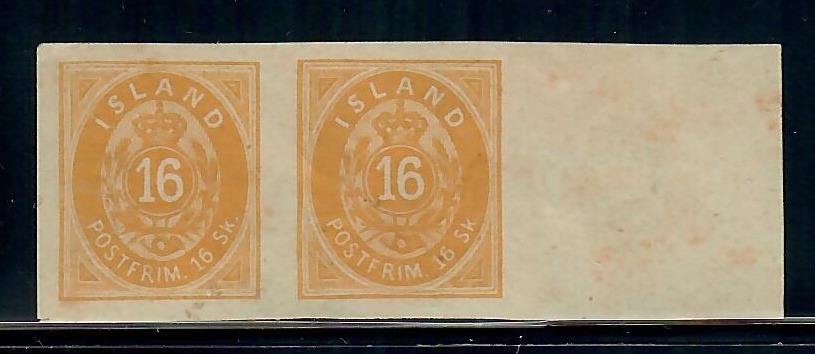 ISLAND
16
POSTFRIM. 16 SK.
ISLAND
16
POSTFRIM. 16 SK